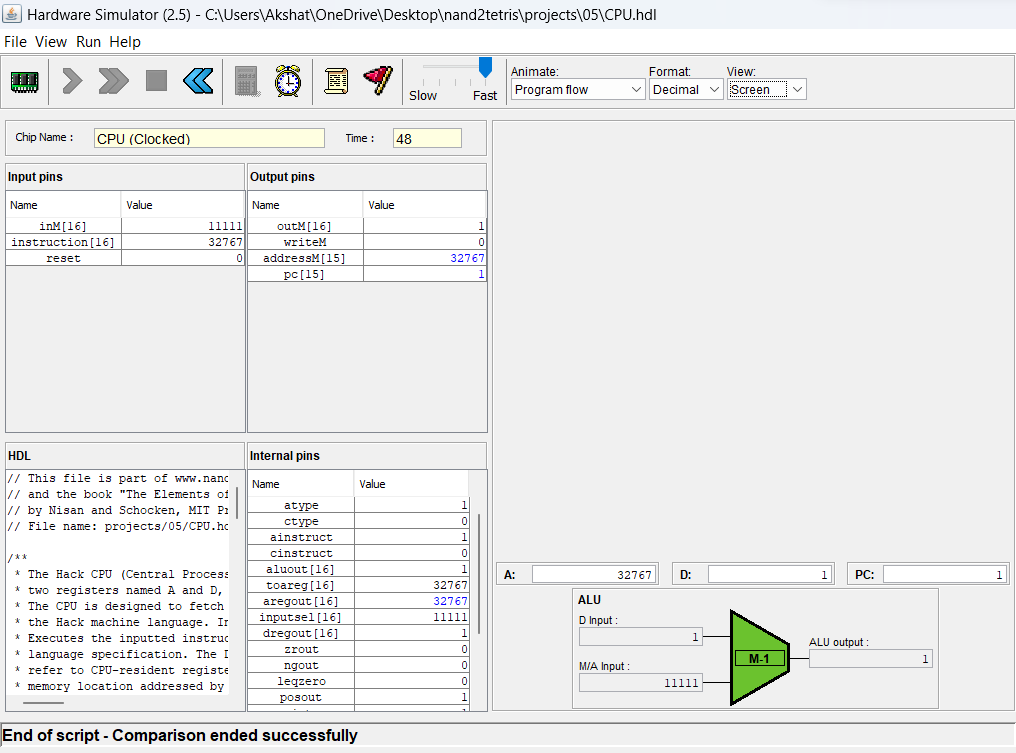 Hardware Simulator (2.5) - C:\Users\Akshat\OneDrive\Desktop\nand2tetris\projects\05\CPU.hdl
File View Run Help
Slow Fast
Animate: Format: View:
Program flow Decimal Screen
Chip Name : CPU (Clocked) Time : 48
Input pins
Name Value
inM[16] 11111
instruction[16] 32767
reset 0
Output pins
Name Value
outM[16] 1
writeM 0
addressM[15] 32767
pc[15] 1
HDL
// This file is part of www.nand
// and the book "The Elements of
// by Nisan and Schocken, MIT Pr
// File name: projects/05/CPU.hd
/**
* The Hack CPU (Central Process
* two registers named A and D,
* The CPU is designed to fetch
* the Hack machine language. In
* Executes the inputted instruc
* language specification. The D
* refer to CPU-resident registe
* memory location addressed by
Internal pins
Name Value
atype 1
ctype 0
ainstruct 1
cinstruct 0
aluout[16] 1
toareg[16] 32767
aregout[16] 32767
inputsel[16] 11111
dregout[16] 1
zrout 0
ngout 0
leqzero 0
posout 1
A: 32767 D: 1 PC: 1
ALU
D Input :
1
M/A Input :
11111
M-1
ALU output :
1
End of script - Comparison ended successfully